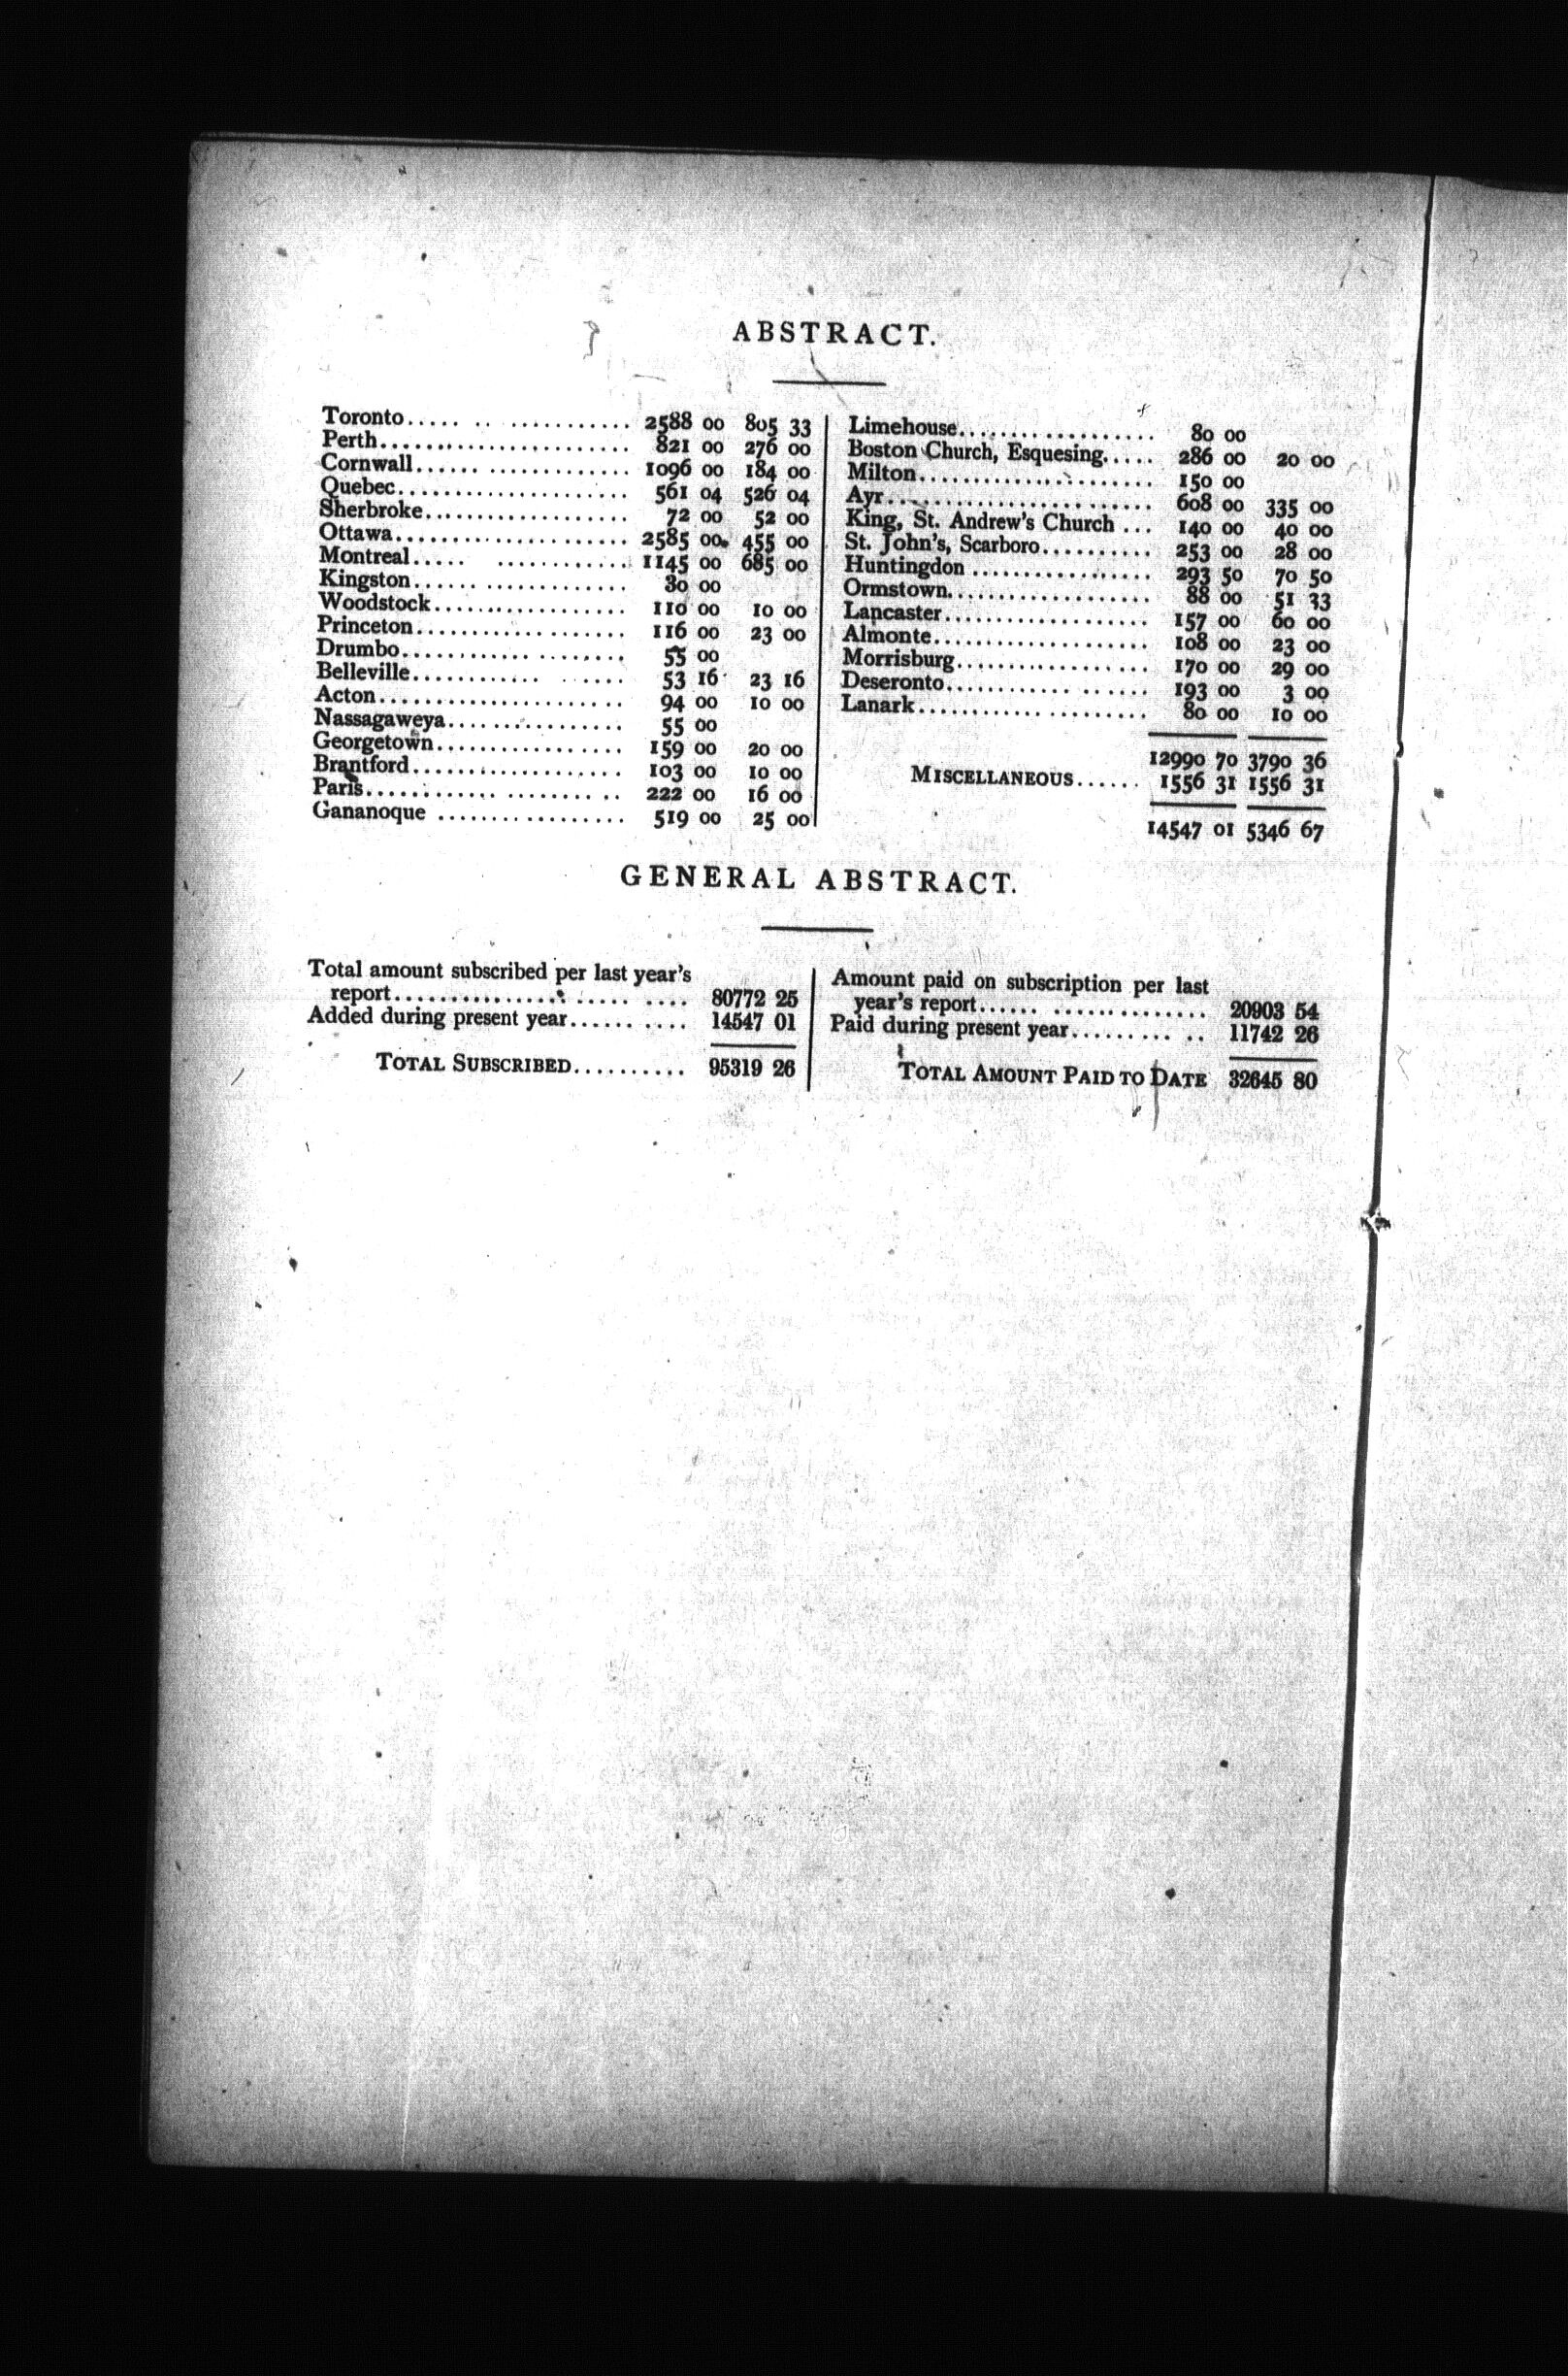 ABSTRACT.
Toronto..... .. ........... 2588 00 805 33
Perth...................... 821 00 276 00
Cornwall...... ............. 1096 00 184 00
Quebec..................... 561 04 526 04
Sherbroke.................. 72 00 52 00
Ottawa..................... 2585 00 455 00
Montreal..... ............ 1145 00 685 00
Kingston...... ............. 30 00
Woodstock................. 110 00 10 00
Princeton................... 116 00 23 00
Drumbo............. ....... 55 00
Belleville............ ...... 53 16 23 16
Acton...................... 94 00 10 00
Nassagaweya................ 55 00
Georgetown................. 159 00 20 00
Brantford................... 103 00 10 00
Paris............ ......... .. 222 00 16 00
Gananoque ................. 519 00 25 00
Limehouse.................. 80 00
Boston Church, Esquesing..... 286 00 20 00
Milton..................... 150 00
Ayr........................ 608 00 335 00
King, St. Andrew's Church ... 140 00 40 00
St. John's, Scarboro.......... 253 00 28 00
Huntingdon ................ 293 50 70 50
Ormstown.................. 88 00 51 33
Lancaster................... 157 00 60 00
Almonte.................... 108 00 23 00
Morrisburg................. 170 00 29 00
Deseronto............ ...... 193 00 3 00
Lanark..................... 80 00 10 00
12990 70 3790 36
MISCELLANEOUS...... 1556 31 1556 31
14547 01 5346 67
GENERAL ABSTRACT.
Total amount subscribed per last year's
report..................... .... 80772 25
Added during present year...... .... 14547 01
TOTAL SUBSCRIBED.......... 95319 26
Amount paid on subscription per last
year's report...... .............. 20903 54
Paid during present year......... .. 11742 26
TOTAL AMOUNT PAID TO DATE 32645 80